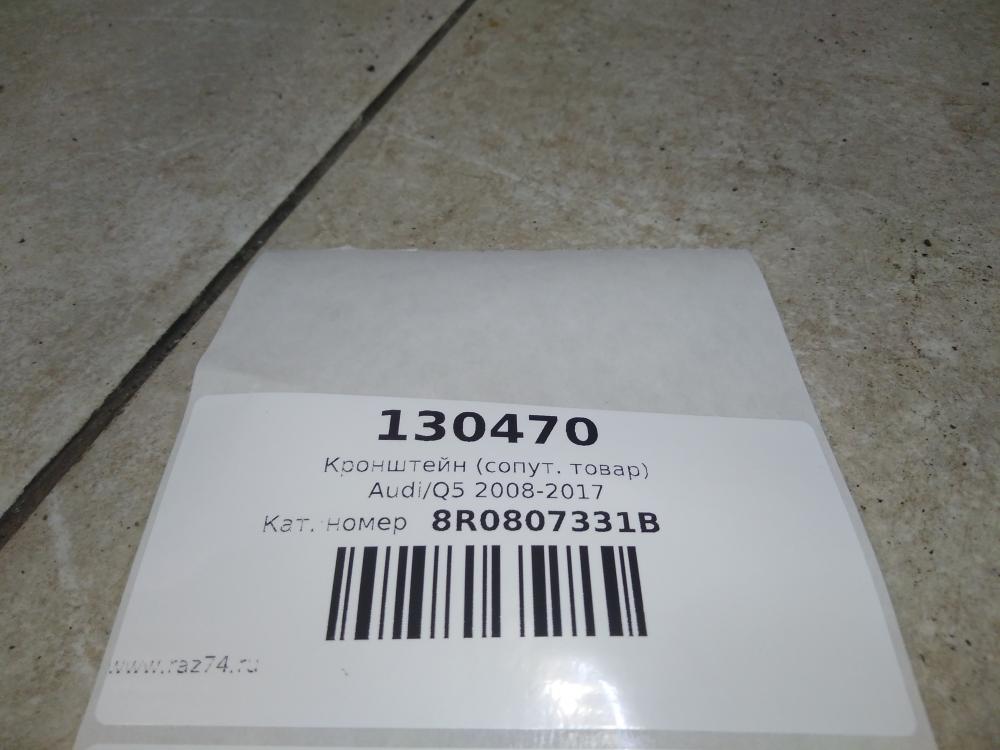 130470
Кронштейн (сопут. товар)
Audi/Q5 2008-2017
Кат. номер 8R0807331B
www.raz74.ru